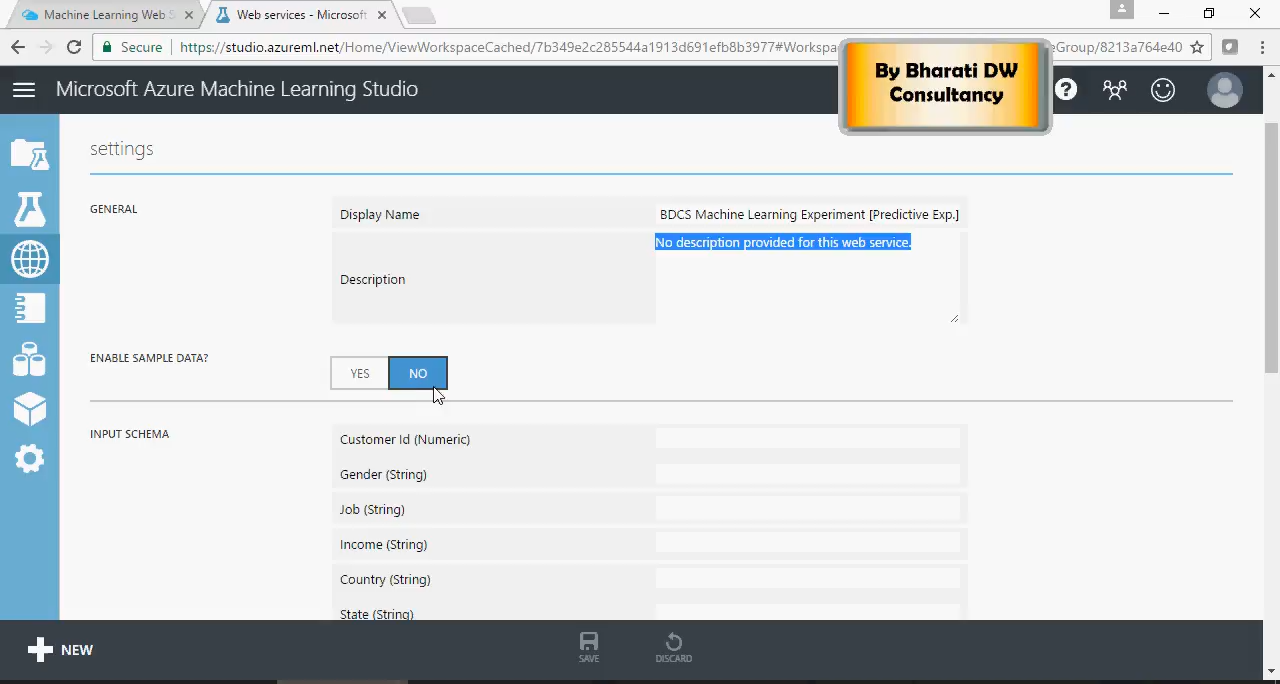 Machine Learning Web S
Web services - Microsoft
Secure
https://studio.azureml.net/Home/ViewWorkspaceCached/7b349e2c285544a1913d691efb8b3977#Workspa
eGroup/8213a764e40
By Bharati DW
Consultancy
Microsoft Azure Machine Learning Studio
settings
GENERAL
Display Name
BDCS Machine Learning Experiment [Predictive Exp.]
No description provided for this web service.
Description
ENABLE SAMPLE DATA?
YES
NO
INPUT SCHEMA
Customer Id (Numeric)
Gender (String)
Job (String)
Income (String)
Country (String)
State (String)
NEW
SAVE
DISCARD